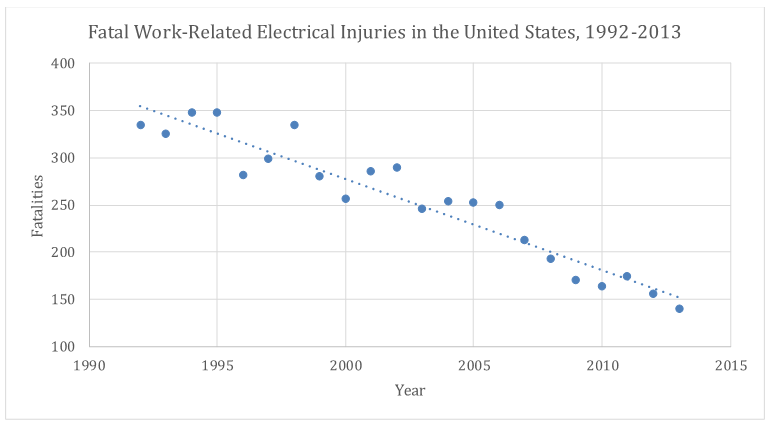 Fatal Work-Related Electrical Injuries in the United States, 1992-2013
400
350
300
250
200
150
100
Fatalities
1990 1995 2000 2005 2010 2015
Year